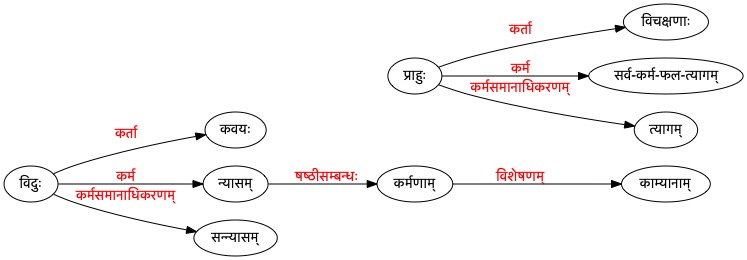 कर्ता
विचक्षणाः
प्राहुः
कर्म
सर्व-कर्म-फल-त्यागम्
कर्मसमानाधिकरणम्
त्यागम्
कर्ता
कवयः
विदुः
कर्म
न्यासम्
षष्ठीसम्बन्धः
कर्मणाम्
विशेषणम्
काम्यानाम्
कर्मसमानाधिकरणम्
सन्न्यासम्